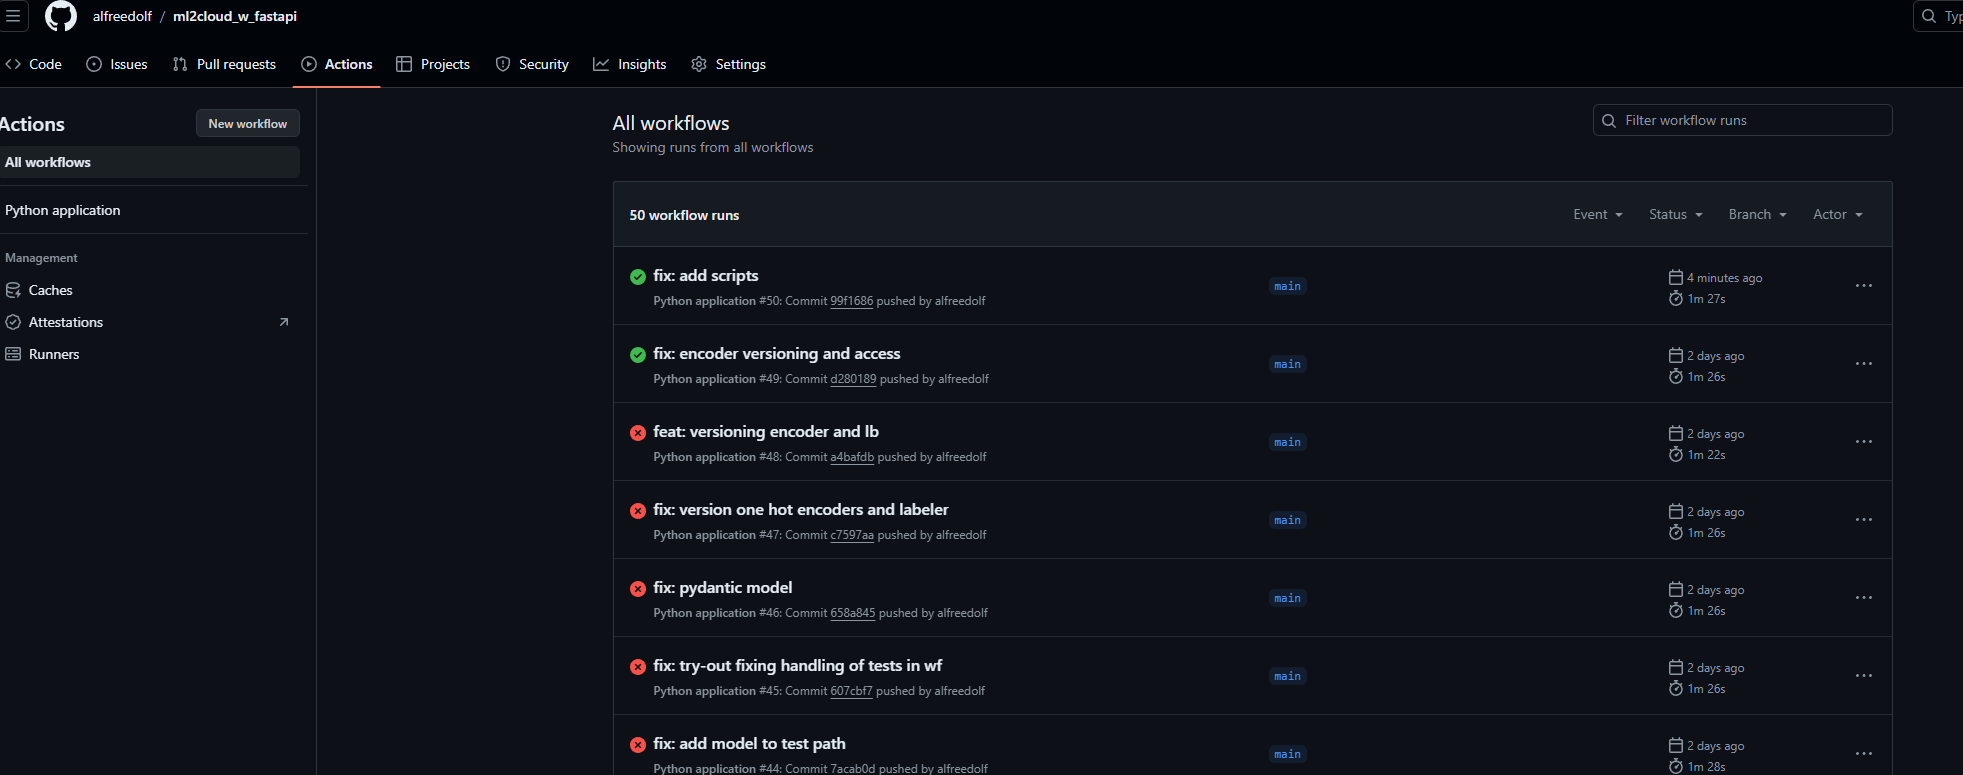 alfreedolf / ml2cloud_w_fastapi
Typ
Code Issues Pull requests Actions Projects Security Insights Settings
Actions
New workflow
All workflows
Python application
Management
Caches
Attestations
Runners
All workflows
Showing runs from all workflows
Filter workflow runs
50 workflow runs
Event Status Branch Actor
fix: add scripts
Python application #50: Commit 99f1686 pushed by alfreedolf
main
4 minutes ago
1m 27s
fix: encoder versioning and access
Python application #49: Commit d280189 pushed by alfreedolf
main
2 days ago
1m 26s
feat: versioning encoder and lb
Python application #48: Commit a4bafdb pushed by alfreedolf
main
2 days ago
1m 22s
fix: version one hot encoders and labeler
Python application #47: Commit c7597aa pushed by alfreedolf
main
2 days ago
1m 26s
fix: pydantic model
Python application #46: Commit 658a845 pushed by alfreedolf
main
2 days ago
1m 26s
fix: try-out fixing handling of tests in wf
Python application #45: Commit 607cbf7 pushed by alfreedolf
main
2 days ago
1m 26s
fix: add model to test path
Python application #44: Commit 7acab0d pushed by alfreedolf
main
2 days ago
1m 28s